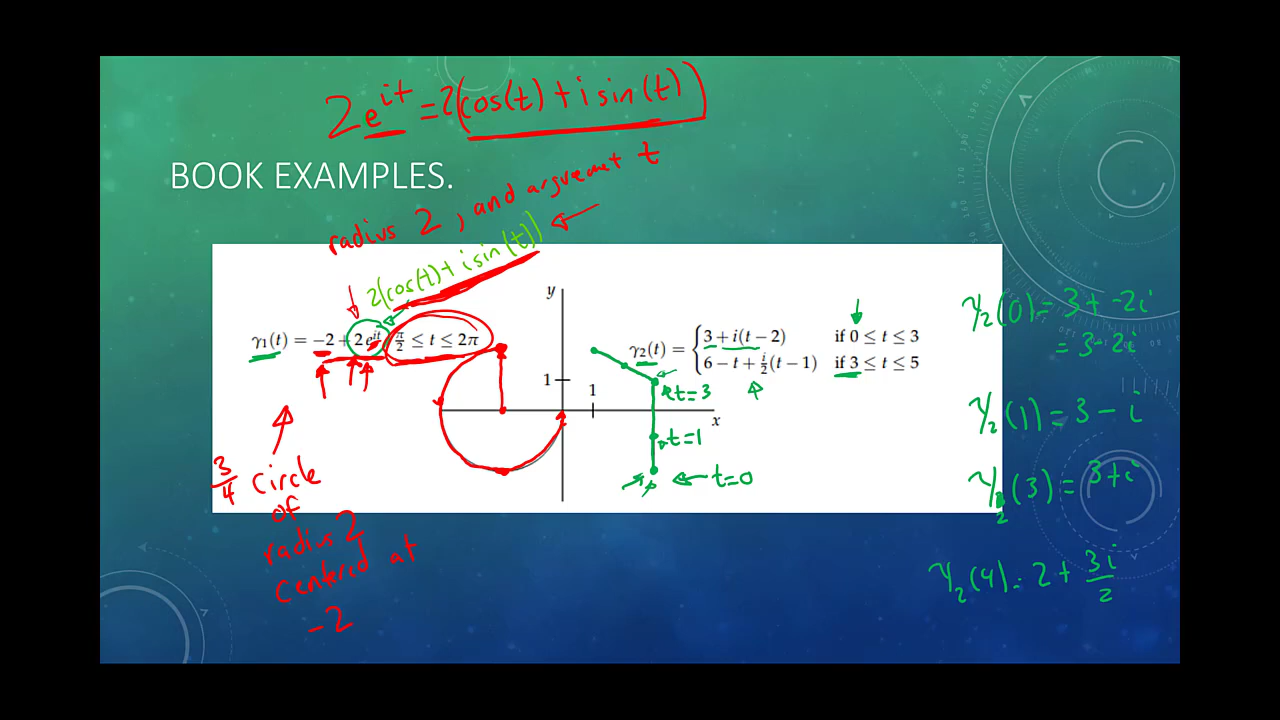 2e^{it} = 2(cos(t) + i sin(t))
BOOK EXAMPLES.
radius 2, and argument t
2(cos(t) + i sin(t))
γ₁(t) = −2 + 2e^{it} π/2 ≤ t ≤ 2π
y
1
1
x
γ₂(t) = { 3 + i(t − 2) if 0 ≤ t ≤ 3
6 − t + i/2(t − 1) if 3 ≤ t ≤ 5
t=3
t=1
t=0
3/4 circle
of
radius 2
centered at
-2
γ₂(0) = 3 + -2i
= 3-2i
γ₂(1) = 3 - i
γ₂(3) = 3+i
γ₂(4) = 2 + 3i/2